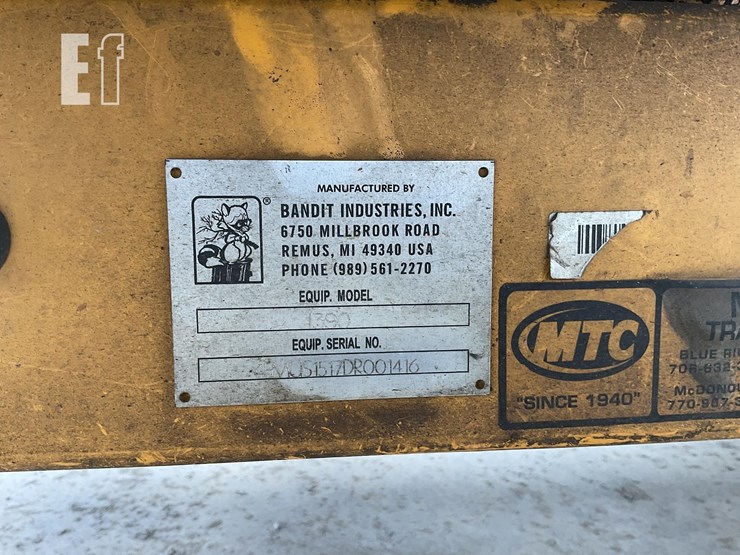 Ef
MANUFACTURED BY
BANDIT INDUSTRIES, INC.
6750 MILLBROOK ROAD
REMUS, MI 49340 USA
PHONE (989) 561-2270
EQUIP. MODEL
1390
EQUIP. SERIAL NO.
MTC
"SINCE 1940"